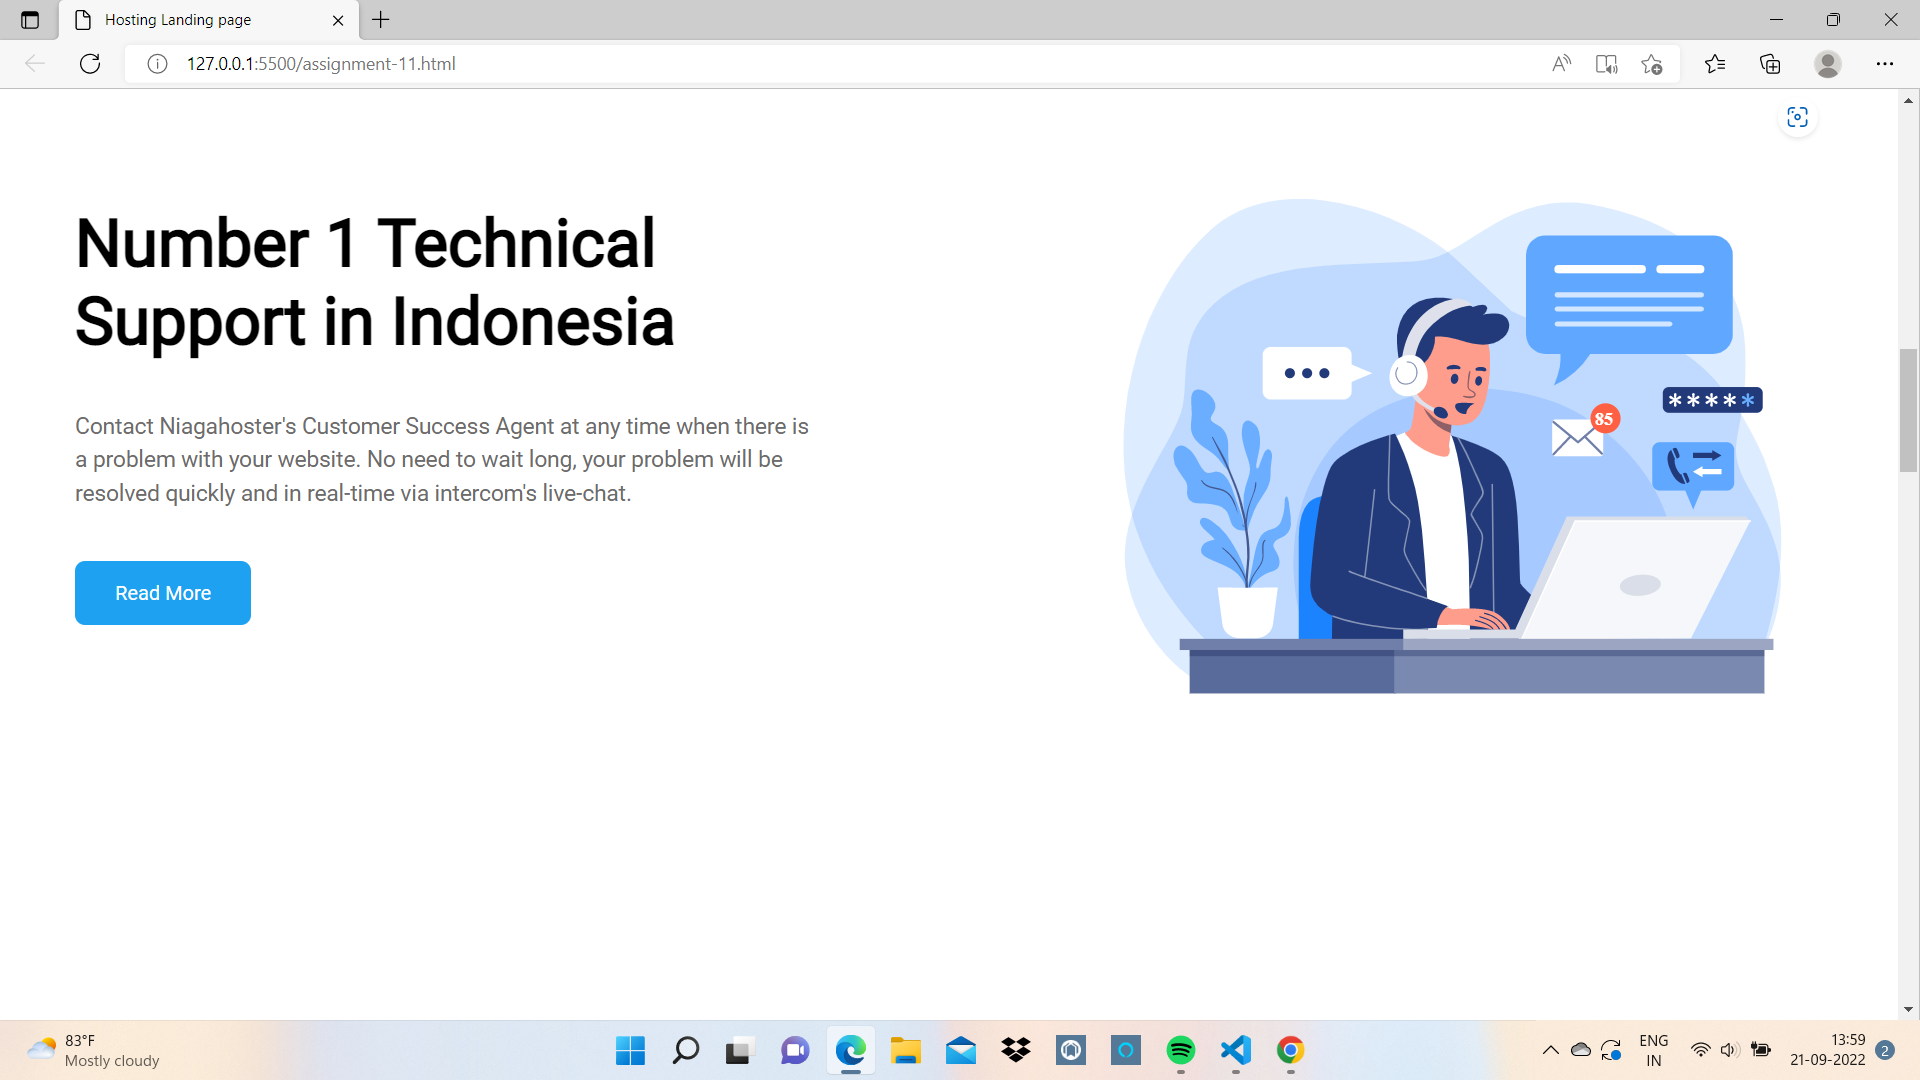 Hosting Landing page
127.0.0.1:5500/assignment-11.html
Number 1 Technical
Support in Indonesia
Contact Niagahoster's Customer Success Agent at any time when there is
a problem with your website. No need to wait long, your problem will be
resolved quickly and in real-time via intercom's live-chat.
Read More
*****
85
83°F
Mostly cloudy
ENG
IN
13:59
21-09-2022
2